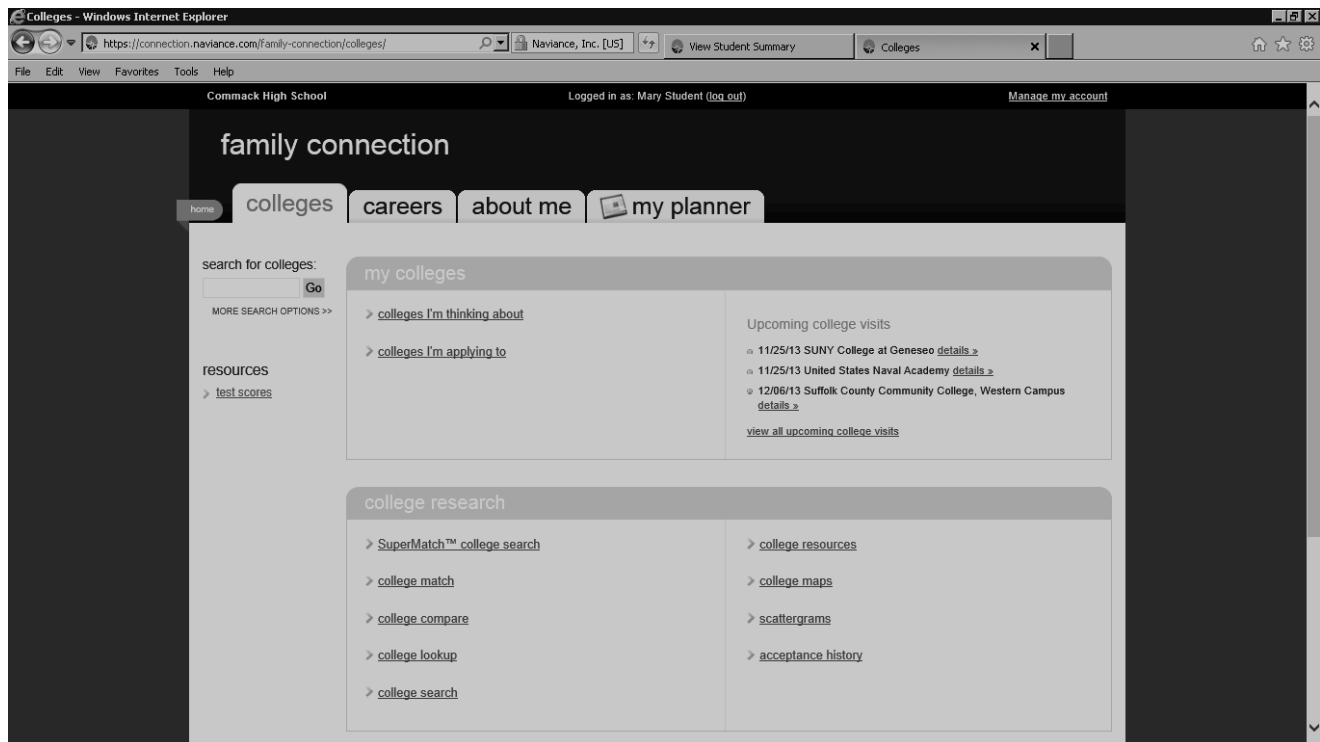 Colleges - Windows Internet Explorer
https://connection.naviance.com/family-connection/colleges/
Naviance, Inc. [US]
View Student Summary
Colleges
File Edit View Favorites Tools Help
Commack High School
Logged in as: Mary Student (log out)
Manage my account
family connection
home
colleges
careers
about me
my planner
search for colleges:
Go
MORE SEARCH OPTIONS >>
resources
test scores
my colleges
colleges I'm thinking about
colleges I'm applying to
Upcoming college visits
11/25/13 SUNY College at Geneseo details »
11/25/13 United States Naval Academy details »
12/06/13 Suffolk County Community College, Western Campus
details »
view all upcoming college visits
college research
SuperMatch™ college search
college match
college compare
college lookup
college search
college resources
college maps
scattergrams
acceptance history